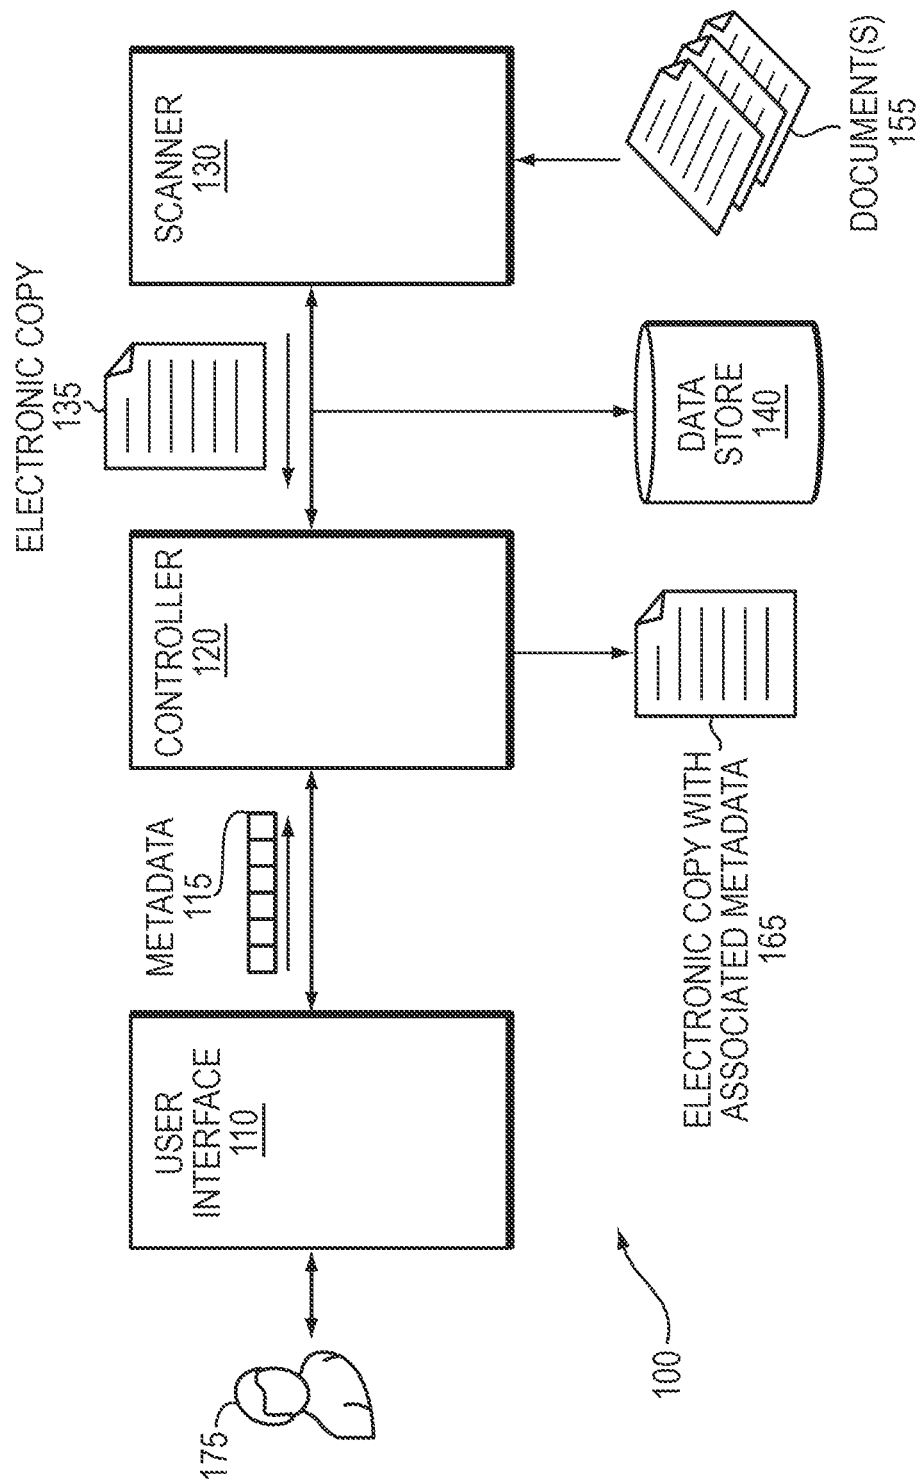 ELECTRONIC COPY
135
METADATA
115
USER
INTERFACE
110
CONTROLLER
120
SCANNER
130
175
DATA
STORE
140
ELECTRONIC COPY WITH
ASSOCIATED METADATA
165
DOCUMENT(S)
155
100